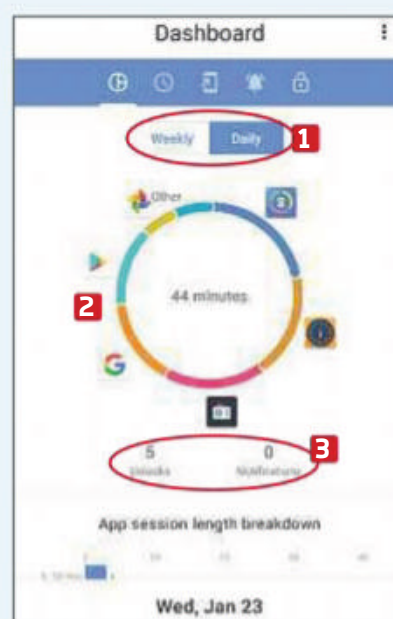 Dashboard
Weekly Daily
1
Other
2
44 minutes
5 0
3
Unlocks Notifications
App session length breakdown
Wed, Jan 23